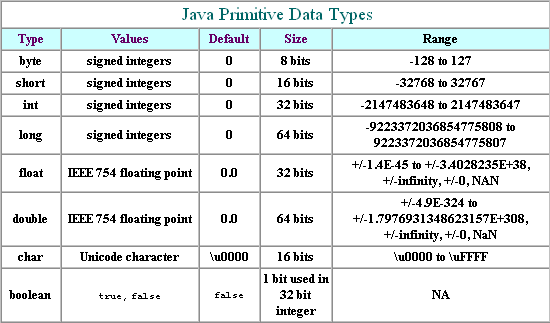 Java Primitive Data Types
Type Values Default Size Range
byte signed integers 0 8 bits -128 to 127
short signed integers 0 16 bits -32768 to 32767
int signed integers 0 32 bits -2147483648 to 2147483647
long signed integers 0 64 bits -9223372036854775808 to
9223372036854775807
float IEEE 754 floating point 0.0 32 bits +/-1.4E-45 to +/-3.4028235E+38,
+/-infinity, +/-0, NAN
double IEEE 754 floating point 0.0 64 bits +/-4.9E-324 to
+/-1.7976931348623157E+308,
+/-infinity, +/-0, NaN
char Unicode character \u0000 16 bits \u0000 to \uFFFF
boolean true, false false 1 bit used in
32 bit
integer NA